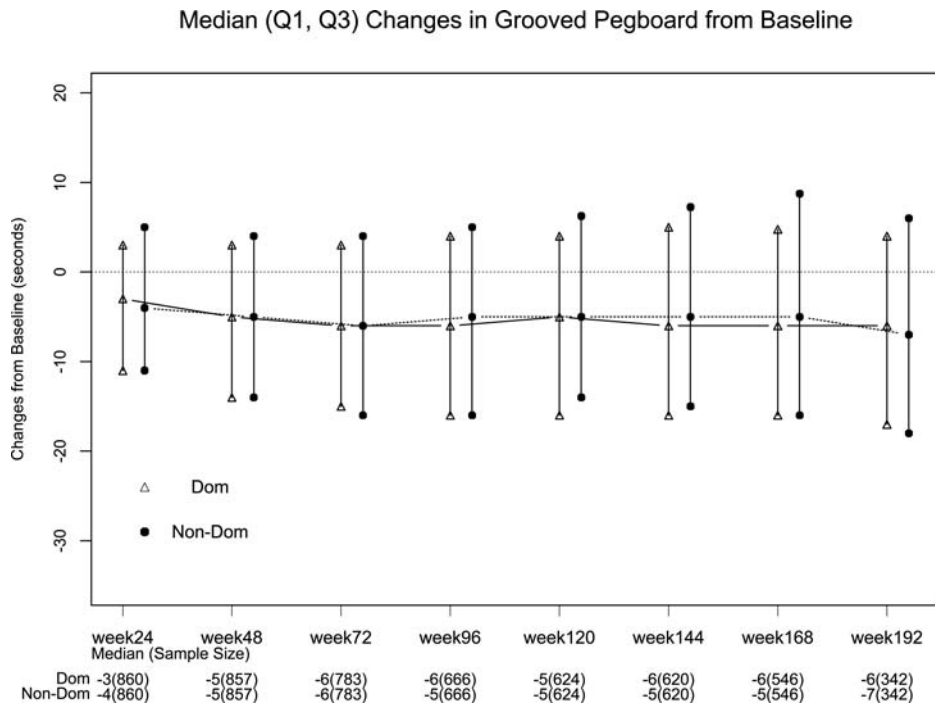 Median (Q1, Q3) Changes in Grooved Pegboard from Baseline
Changes from Baseline (seconds)
20
10
0
-10
-20
-30
Dom
Non-Dom
week24 week48 week72 week96 week120 week144 week168 week192
Median (Sample Size)
Dom -3(860) -5(857) -6(783) -6(666) -5(624) -6(620) -6(546) -6(342)
Non-Dom -4(860) -5(857) -6(783) -5(666) -5(624) -5(620) -5(546) -7(342)